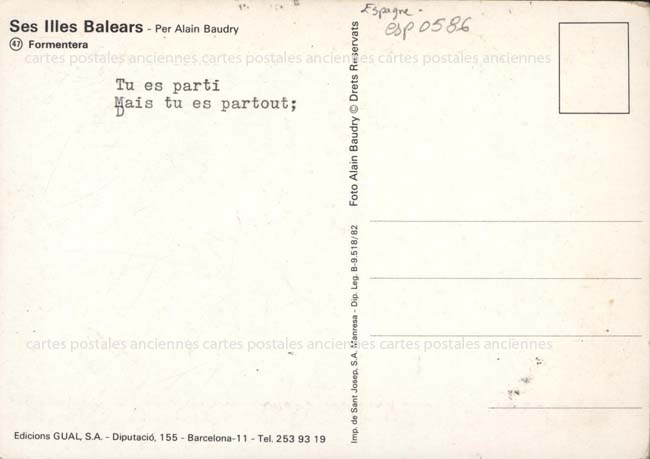 Ses Illes Balears - Per Alain Baudry
47 Formentera
Espagne -
esp 0586
cartes postales anciennes cartes postales anciennes cartes postales anciennes
Tu es parti
Mais tu es partout;
D
Foto Alain Baudry © Drets Reservats
Imp. de Sant Josep, S.A. Manresa - Dip. Leg. B-9.518/82
cartes postales anciennes cartes postales anciennes cartes postales anciennes
Edicions GUAL, S.A. - Diputació, 155 - Barcelona-11 - Tel. 253 93 19